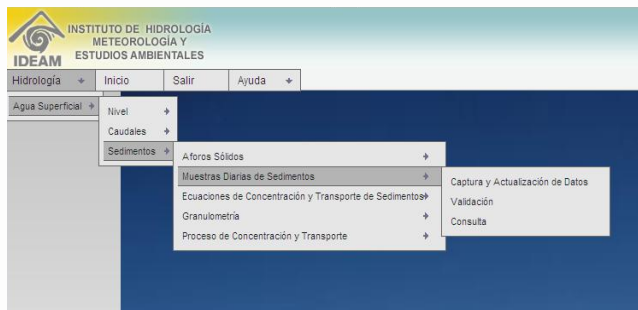 INSTITUTO DE HIDROLOGÍA
METEOROLOGÍA Y
ESTUDIOS AMBIENTALES
IDEAM
Hidrología Inicio Salir Ayuda
Agua Superficial
Nivel
Caudales
Sedimentos
Aforos Sólidos
Muestras Diarias de Sedimentos
Ecuaciones de Concentración y Transporte de Sedimentos
Granulometría
Proceso de Concentración y Transporte
Captura y Actualización de Datos
Validación
Consulta